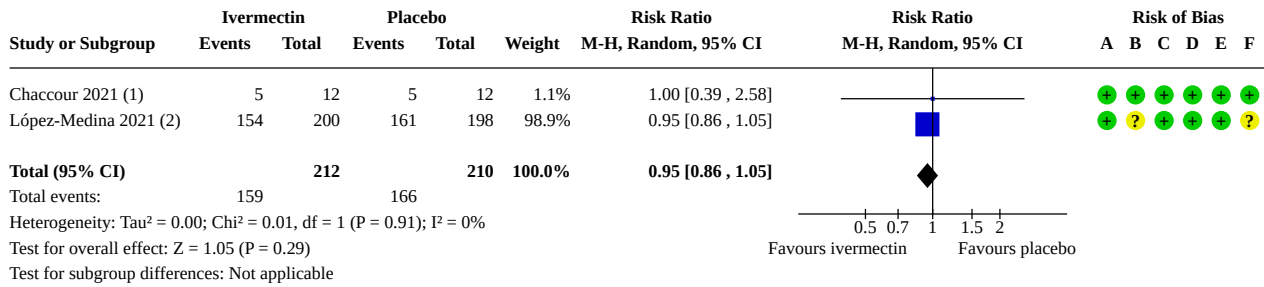 Ivermectin Placebo Risk Ratio Risk Ratio Risk of Bias
Study or Subgroup Events Total Events Total Weight M-H, Random, 95% CI M-H, Random, 95% CI A B C D E F
Chaccour 2021 (1) 5 12 5 12 1.1% 1.00 [0.39 , 2.58] + + + + + +
López-Medina 2021 (2) 154 200 161 198 98.9% 0.95 [0.86 , 1.05] + ? + + + ?
Total (95% CI) 212 210 100.0% 0.95 [0.86 , 1.05]
Total events: 159 166
Heterogeneity: Tau² = 0.00; Chi² = 0.01, df = 1 (P = 0.91); I² = 0%
0.5 0.7 1 1.5 2
Test for overall effect: Z = 1.05 (P = 0.29) Favours ivermectin Favours placebo
Test for subgroup differences: Not applicable